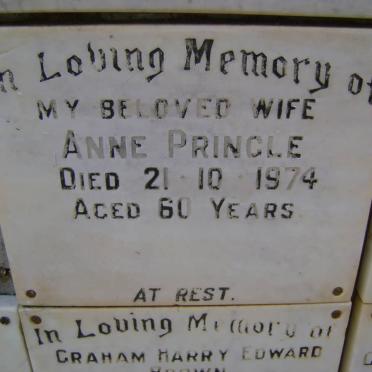 In Loving Memory of
MY BELOVED WIFE
ANNE PRINGLE
DIED 21 10 1974
AGED 60 YEARS
AT REST.
In Loving Memory of
GRAHAM HARRY EDWARD
BROWN